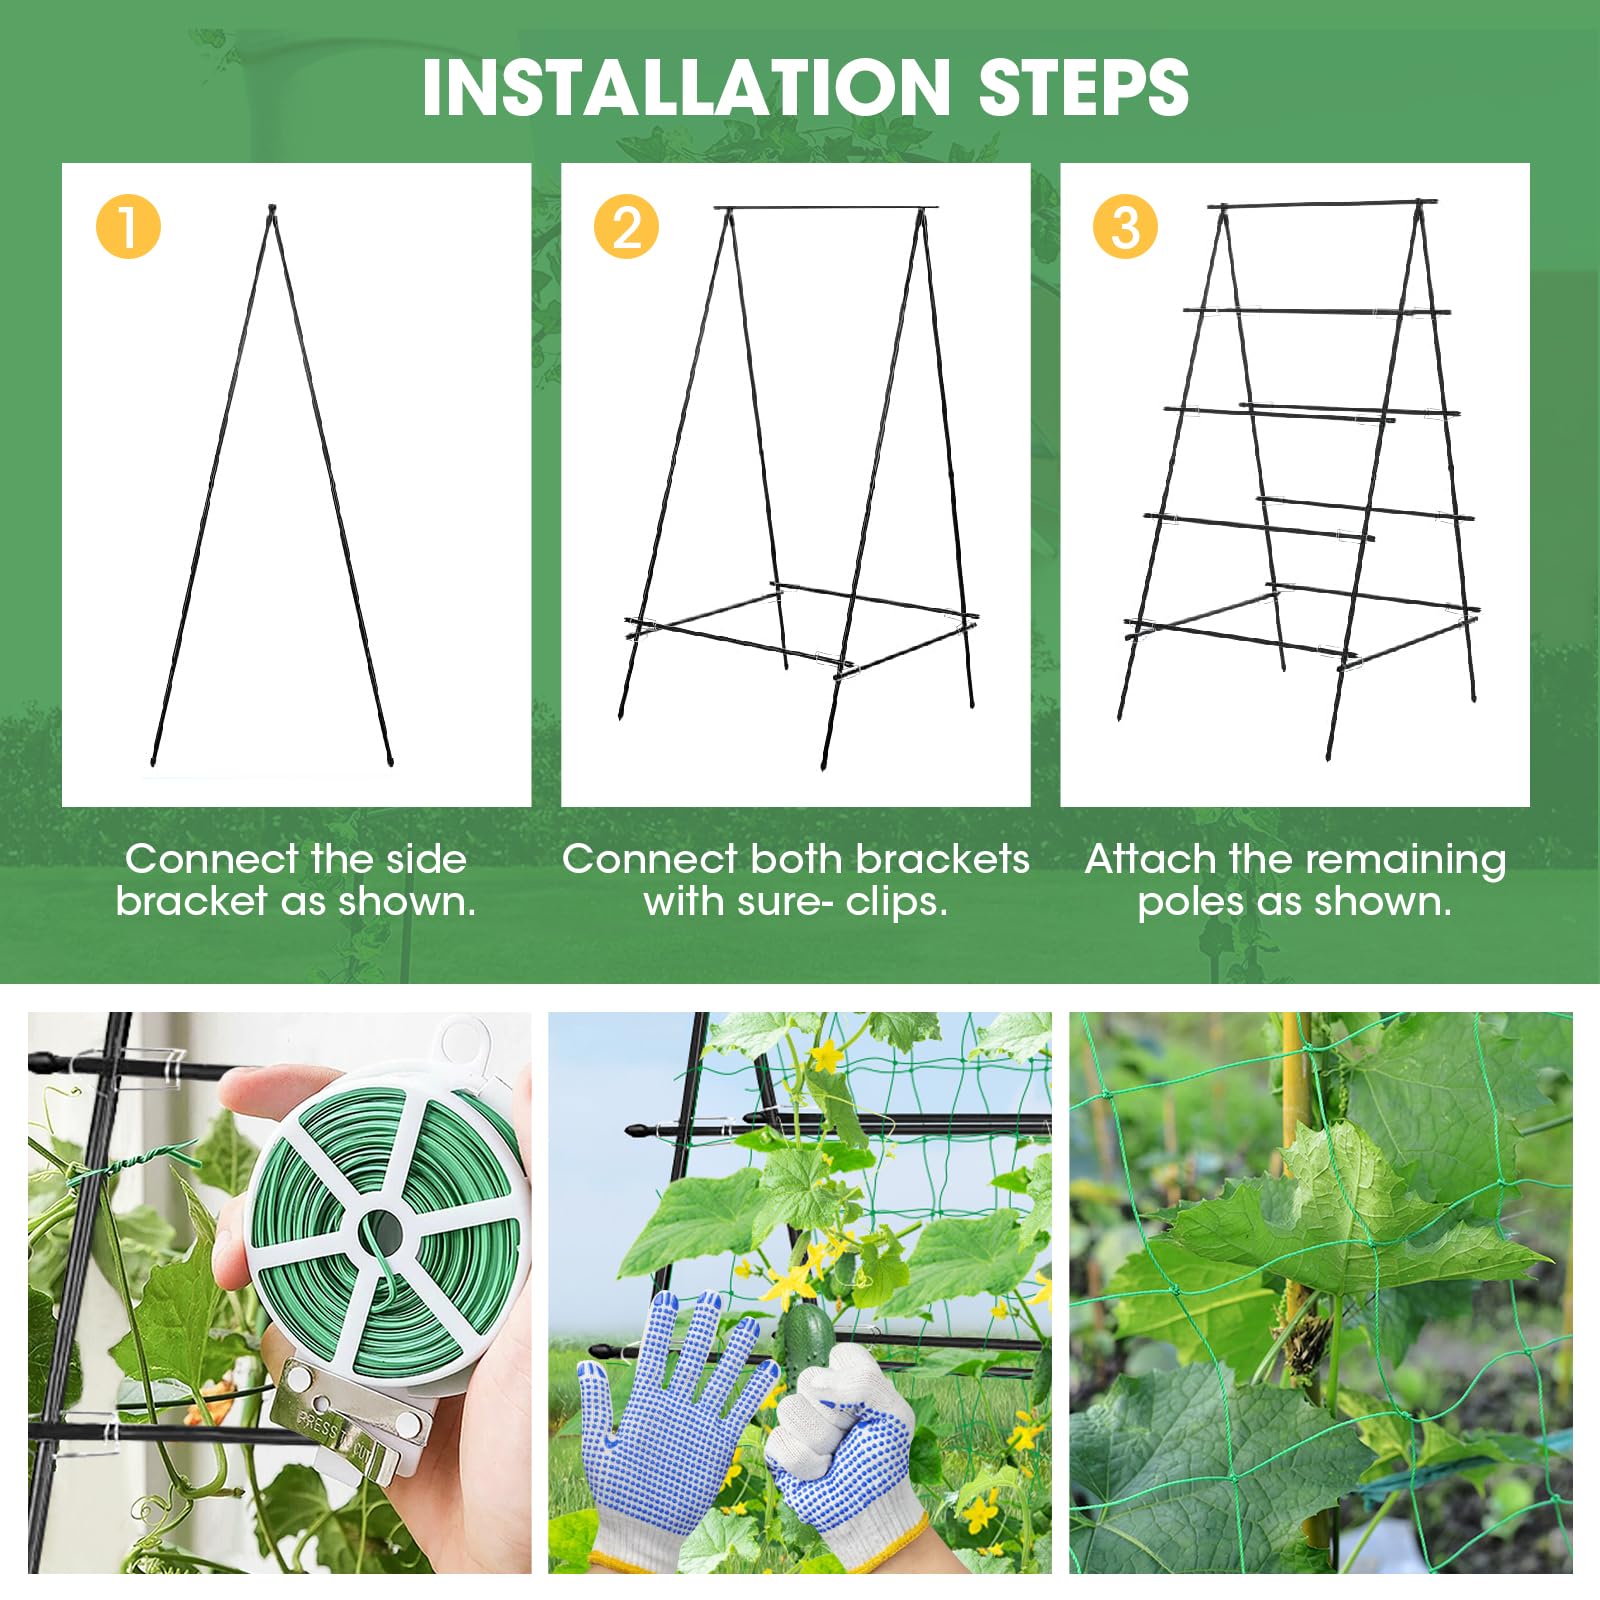 INSTALLATION STEPS
1
2
3
Connect the side
bracket as shown.
Connect both brackets
with sure- clips.
Attach the remaining
poles as shown.
PRESS TO CUT